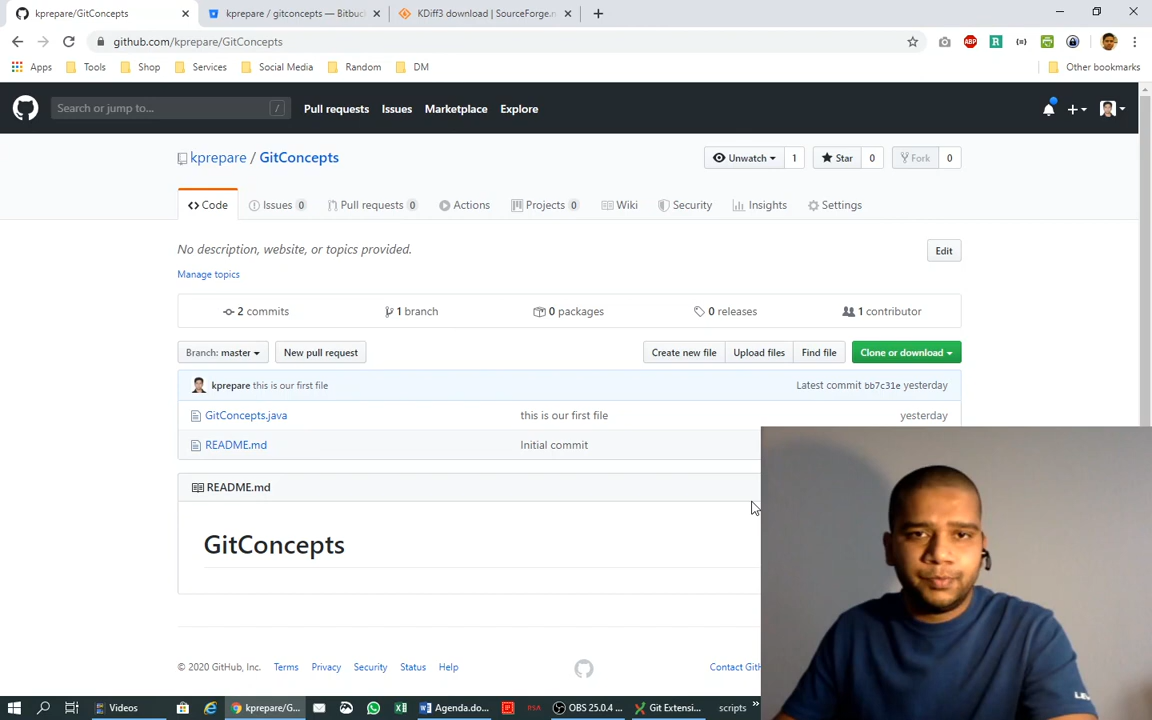 kprepare/GitConcepts
kprepare / gitconcepts — Bitbuc
KDiff3 download | SourceForge.n
github.com/kprepare/GitConcepts
ABP
R
Apps
Tools
Shop
Services
Social Media
Random
DM
Other bookmarks
Search or jump to...
/
Pull requests
Issues
Marketplace
Explore
kprepare / GitConcepts
Unwatch 1
Star 0
Fork 0
Code
Issues 0
Pull requests 0
Actions
Projects 0
Wiki
Security
Insights
Settings
No description, website, or topics provided.
Edit
Manage topics
2 commits
1 branch
0 packages
0 releases
1 contributor
Branch: master
New pull request
Create new file
Upload files
Find file
Clone or download
kprepare this is our first file
Latest commit bb7c31e yesterday
GitConcepts.java
this is our first file
yesterday
README.md
Initial commit
README.md
GitConcepts
© 2020 GitHub, Inc.
Terms
Privacy
Security
Status
Help
Contact GitH
Videos
kprepare/G...
Agenda.do...
OBS 25.0.4 ...
Git Extensi...
scripts